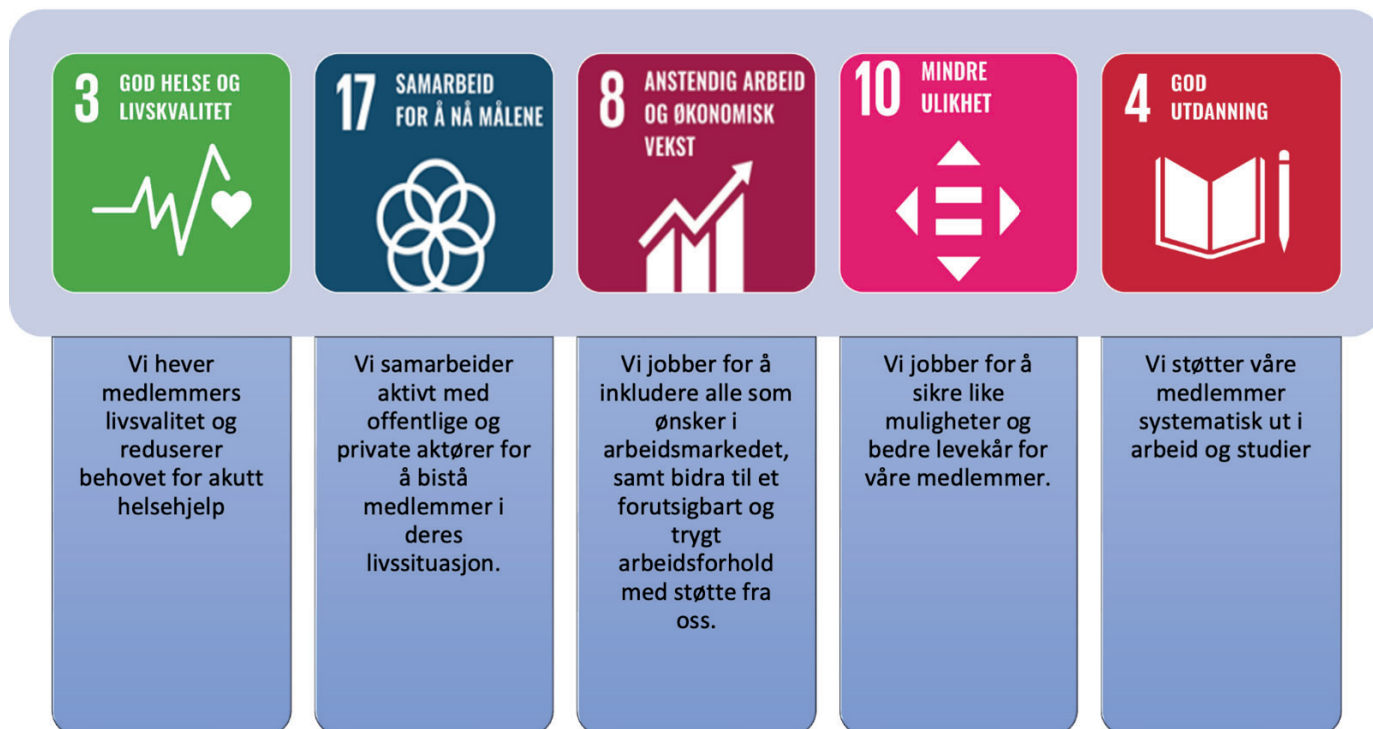 3
GOD HELSE OG
LIVSKVALITET
17
SAMARBEID
FOR Å NÅ MÅLENE
8
ANSTENDIG ARBEID
OG ØKONOMISK
VEKST
10
MINDRE
ULIKHET
4
GOD
UTDANNING
Vi hever
medlemmers
livsvalitet og
reduserer
behovet for akutt
helsehjelp
Vi samarbeider
aktivt med
offentlige og
private aktører for
å bistå
medlemmer i
deres
livssituasjon.
Vi jobber for å
inkludere alle som
ønsker i
arbeidsmarkedet,
samt bidra til et
forutsigbart og
trygt
arbeidsforhold
med støtte fra
oss.
Vi jobber for å
sikre like
muligheter og
bedre levekår for
våre medlemmer.
Vi støtter våre
medlemmer
systematisk ut i
arbeid og studier